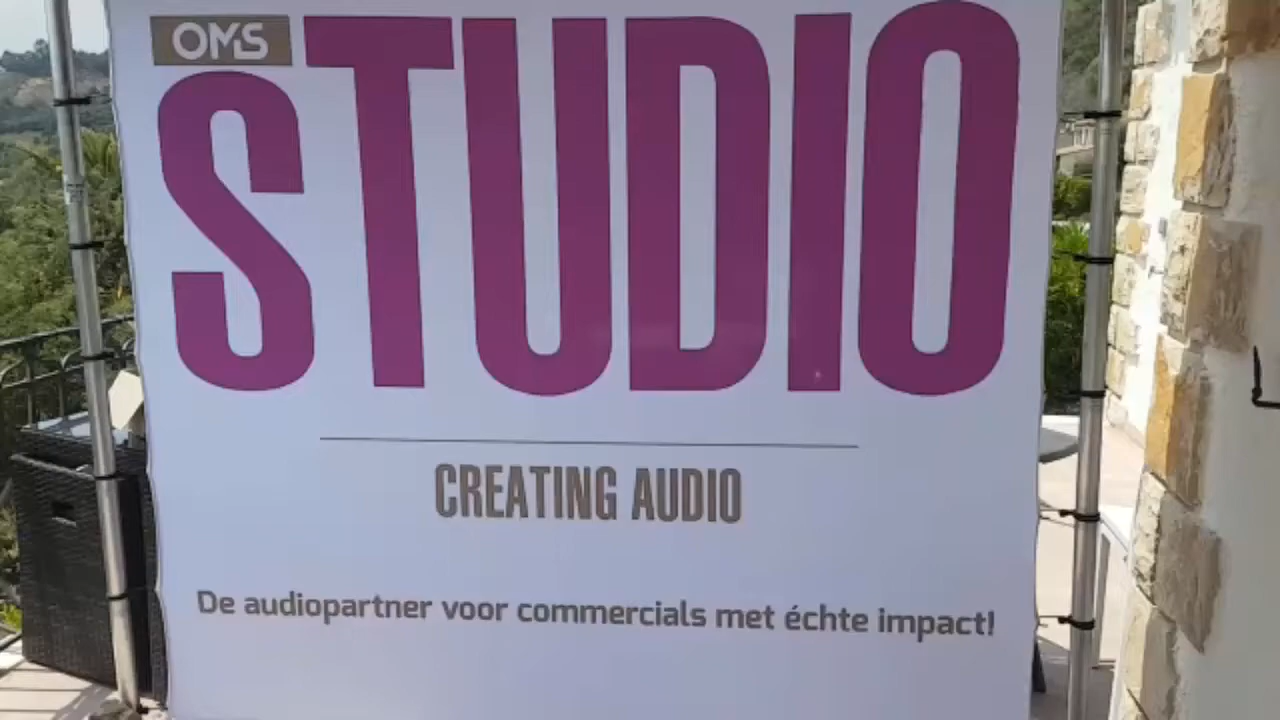 OMS
STUDIO
CREATING AUDIO
De audiopartner voor commercials met échte impact!